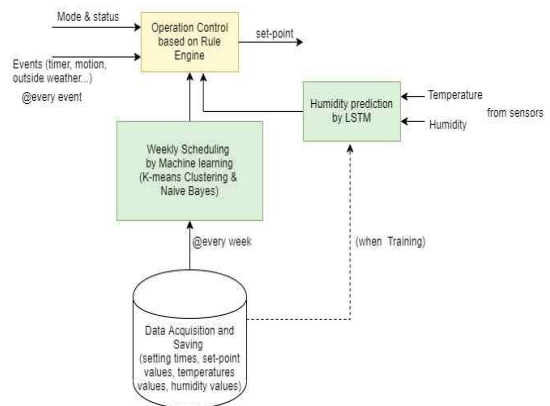 Mode & status
Operation Control
based on Rule
Engine
set-point
Events (timer, motion,
outside weather...)
@every event
Humidity prediction
by LSTM
Temperature
from sensors
Humidity
Weekly Scheduling
by Machine learning
(K-means Clustering &
Naive Bayes)
@every week
(when Training)
Data Acquisition and
Saving
(setting times, set-point
values, temperatures
values, humidity values)